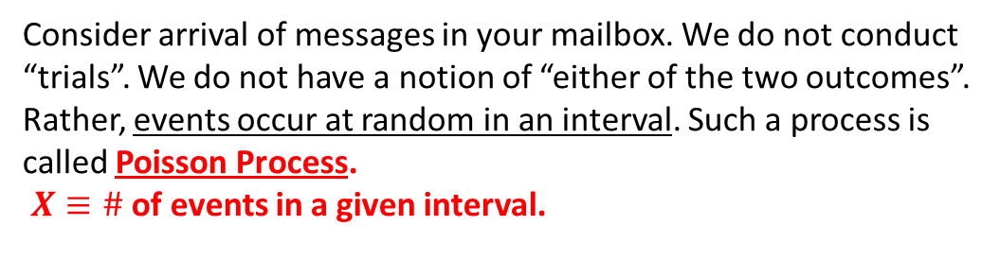 Consider arrival of messages in your mailbox. We do not conduct
“trials”. We do not have a notion of “either of the two outcomes”.
Rather, events occur at random in an interval. Such a process is
called Poisson Process.
X ≡ # of events in a given interval.